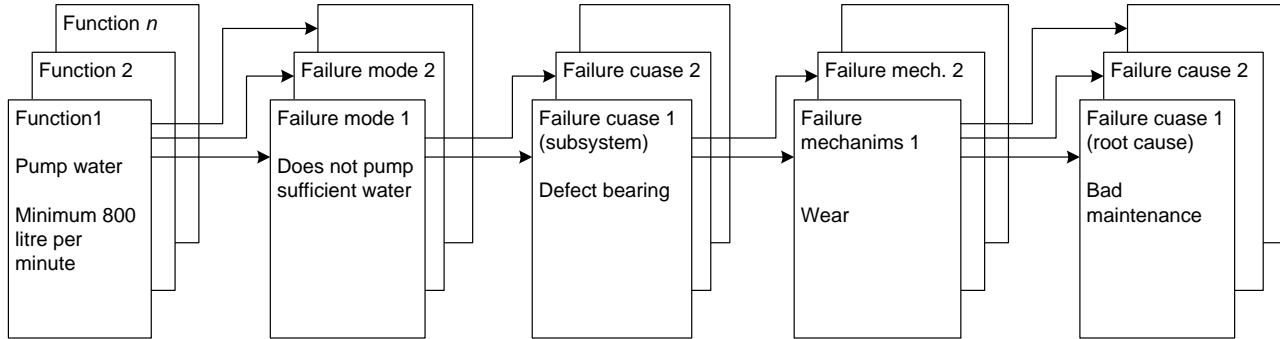 Function n
Function 2
Function1
Pump water
Minimum 800
litre per
minute
Failure mode 2
Failure mode 1
Does not pump
sufficient water
Failure cuase 2
Failure cuase 1
(subsystem)
Defect bearing
Failure mech. 2
Failure
mechanims 1
Wear
Failure cause 2
Failure cuase 1
(root cause)
Bad
maintenance